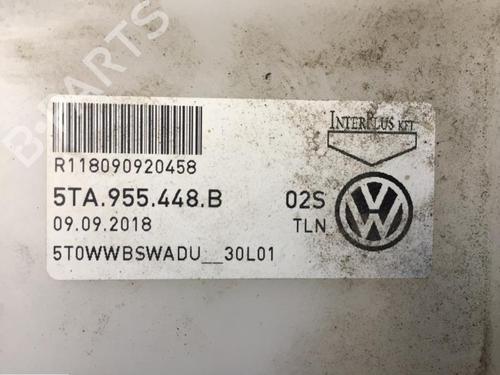 B-PARTS
INTERPLUS KFT.
R118090920458
5TA.955.448.B 02S
09.09.2018 TLN
5T0WWBSWADU__30L01